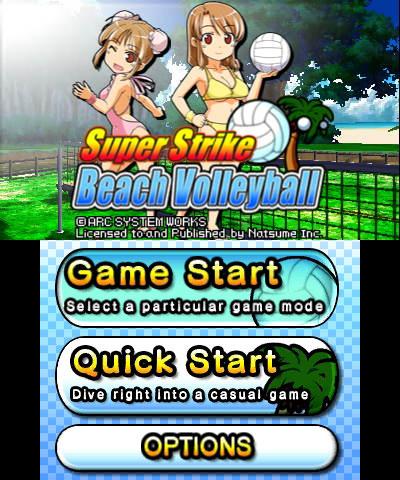 Super Strike
Beach Volleyball
© ARC SYSTEM WORKS
Licensed to and Published by Natsume Inc.
Game Start
Select a particular game mode
Quick Start
Dive right into a casual game
OPTIONS